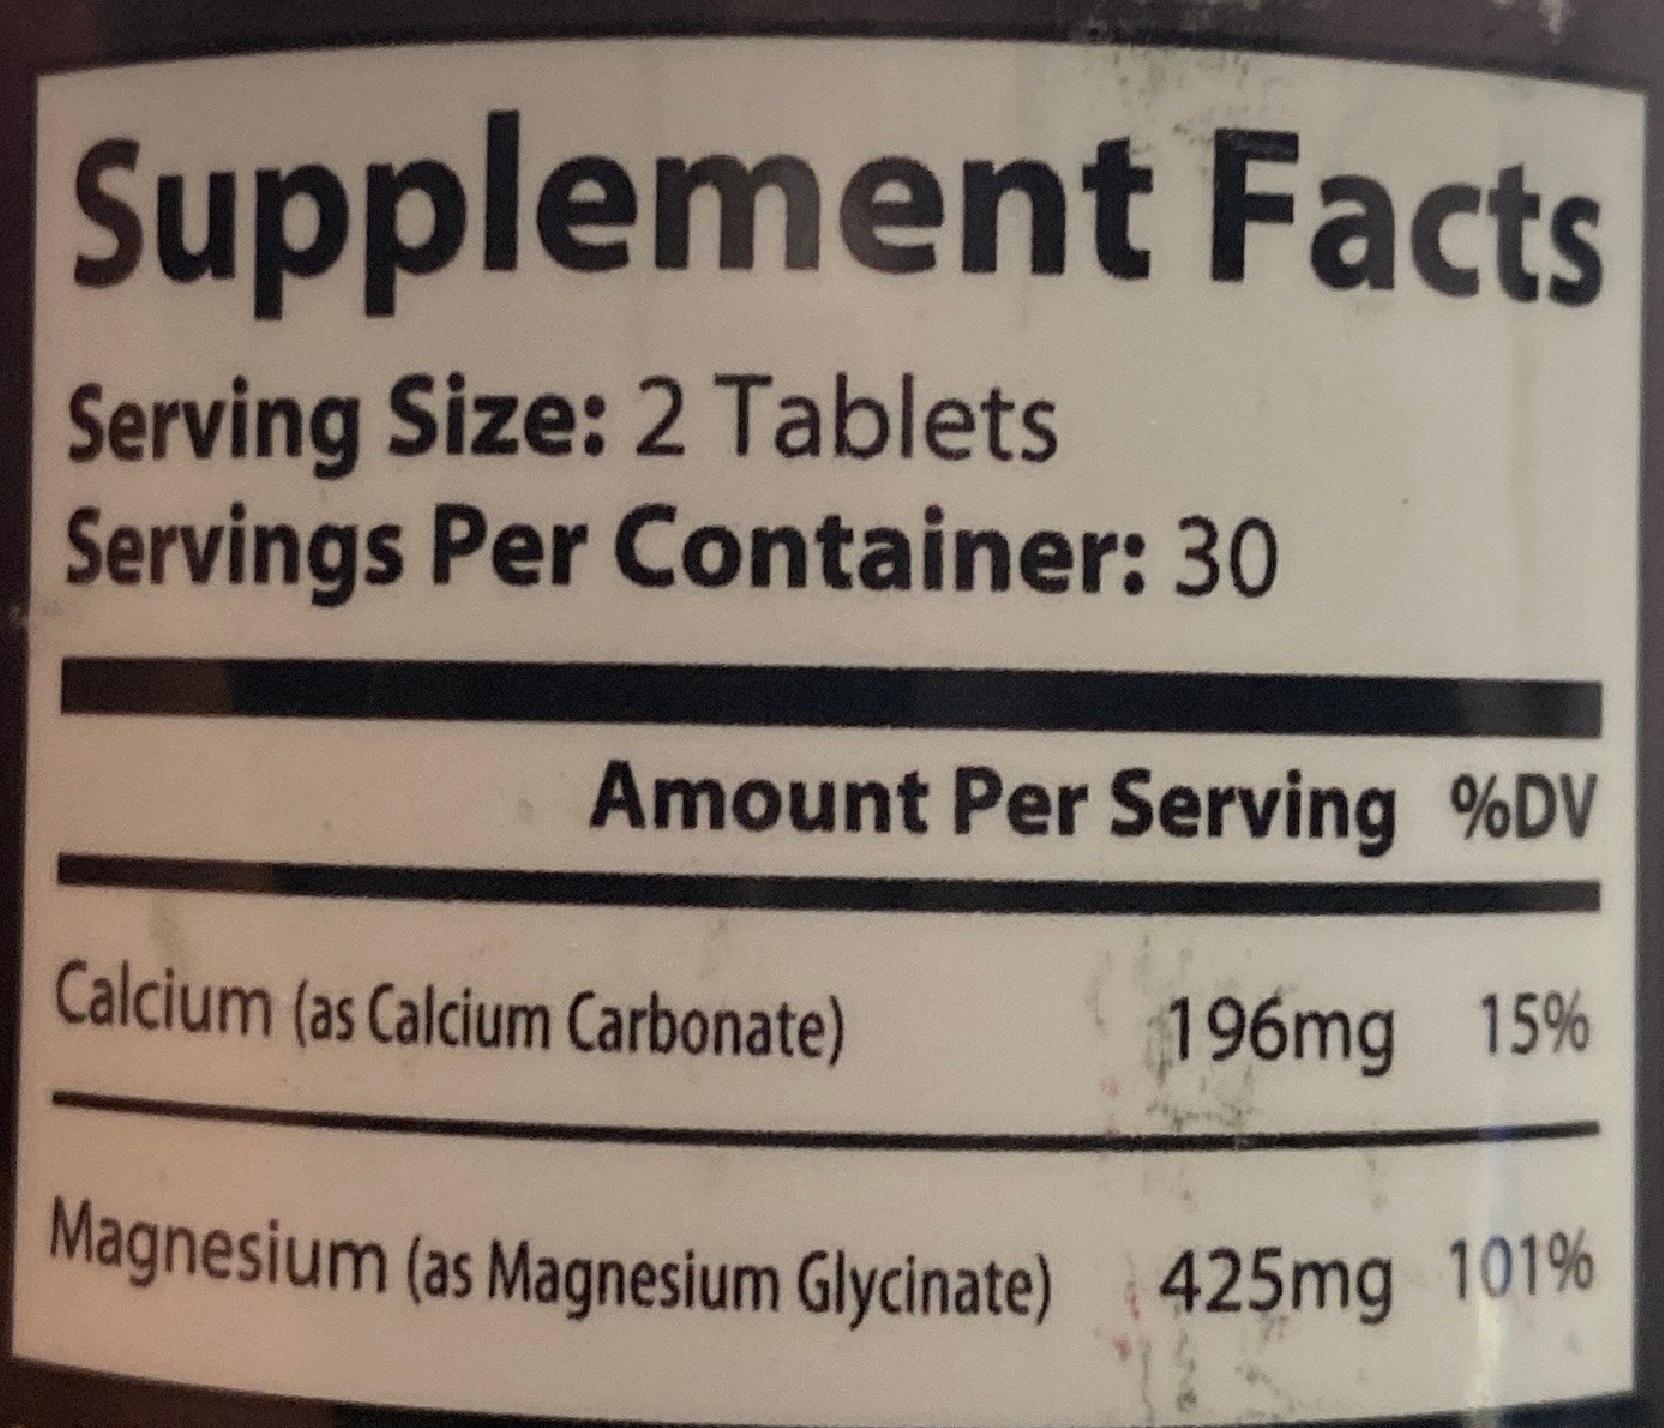 Supplement Facts
Serving Size: 2 Tablets
Servings Per Container: 30
Amount Per Serving %DV
Calcium (as Calcium Carbonate) 196mg 15%
Magnesium (as Magnesium Glycinate) 425mg 101%